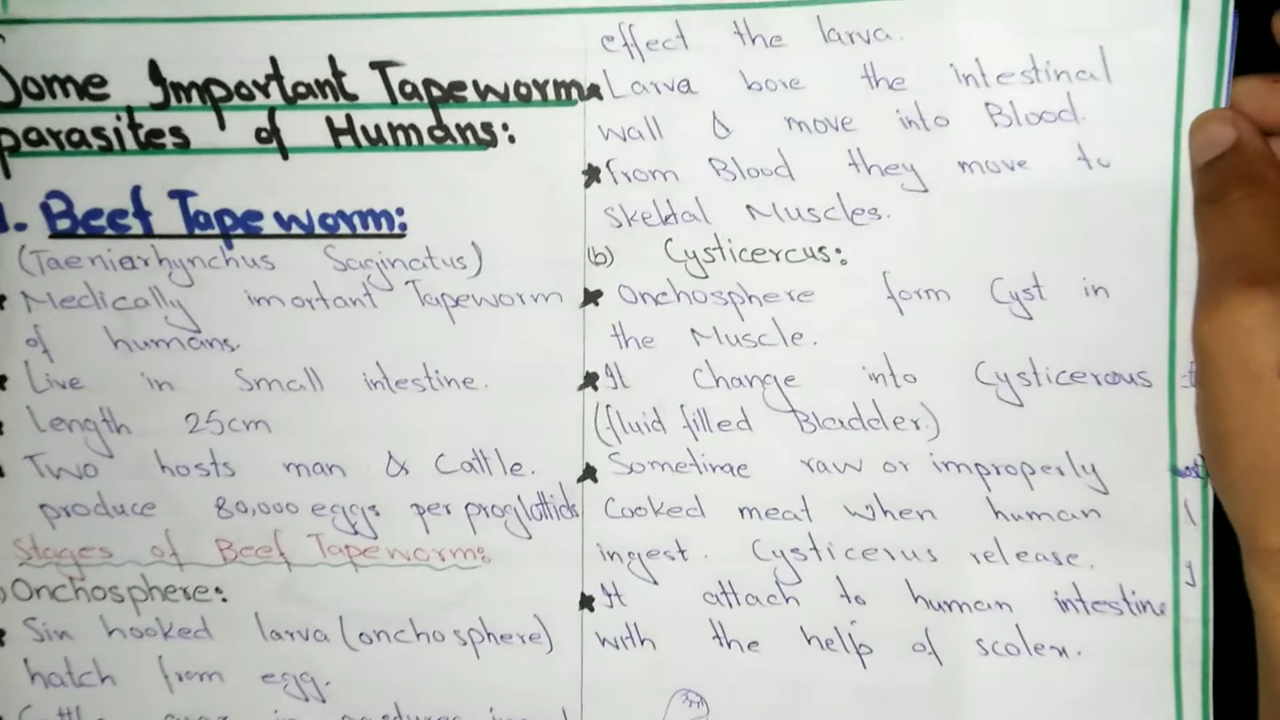 Some Important Tapeworm
parasites of Humans:
1. Beef Tapeworm:
(Taeniarhynchus Saginatus)
Medically imortant Tapeworm
of humans.
Live in Small intestine.
Length 25cm
Two hosts man & Cattle.
produce 80,000 eggs per proglottids
Stages of Beef Tapeworm:
Onchosphere:
Six hooked larva (onchosphere)
hatch from egg.
effect the larva.
Larva bore the intestinal
wall & move into Blood.
★ from Blood they move to
skeletal Muscles.
(b) Cysticercus:
★ Onchosphere form Cyst in
the Muscle.
★ It Change into Cysticerous
(fluid filled Bladder.)
★ Sometimae raw or improperly
Cooked meat when human
ingest. Cysticerus release.
★ It attach to human intestine
with the help of scolex.